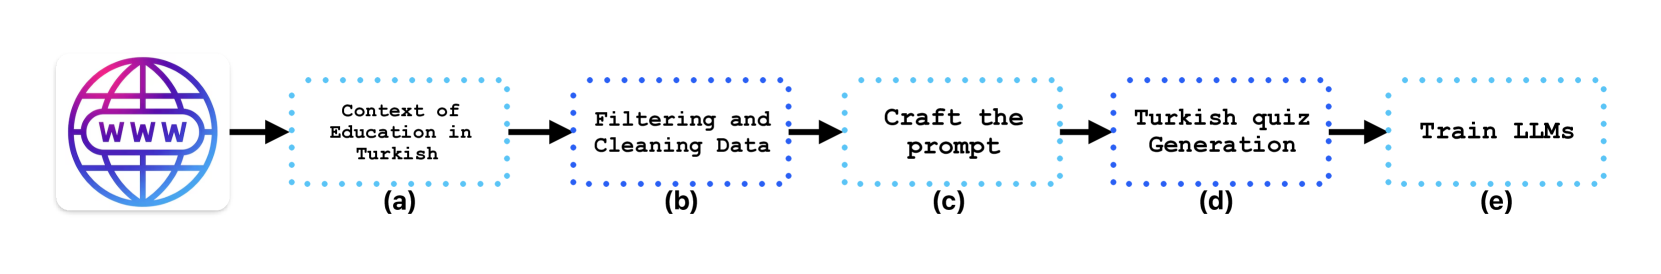 WWW
Context of
Education in
Turkish
(a)
Filtering and
Cleaning Data
(b)
Craft the
prompt
(c)
Turkish quiz
Generation
(d)
Train LLMs
(e)